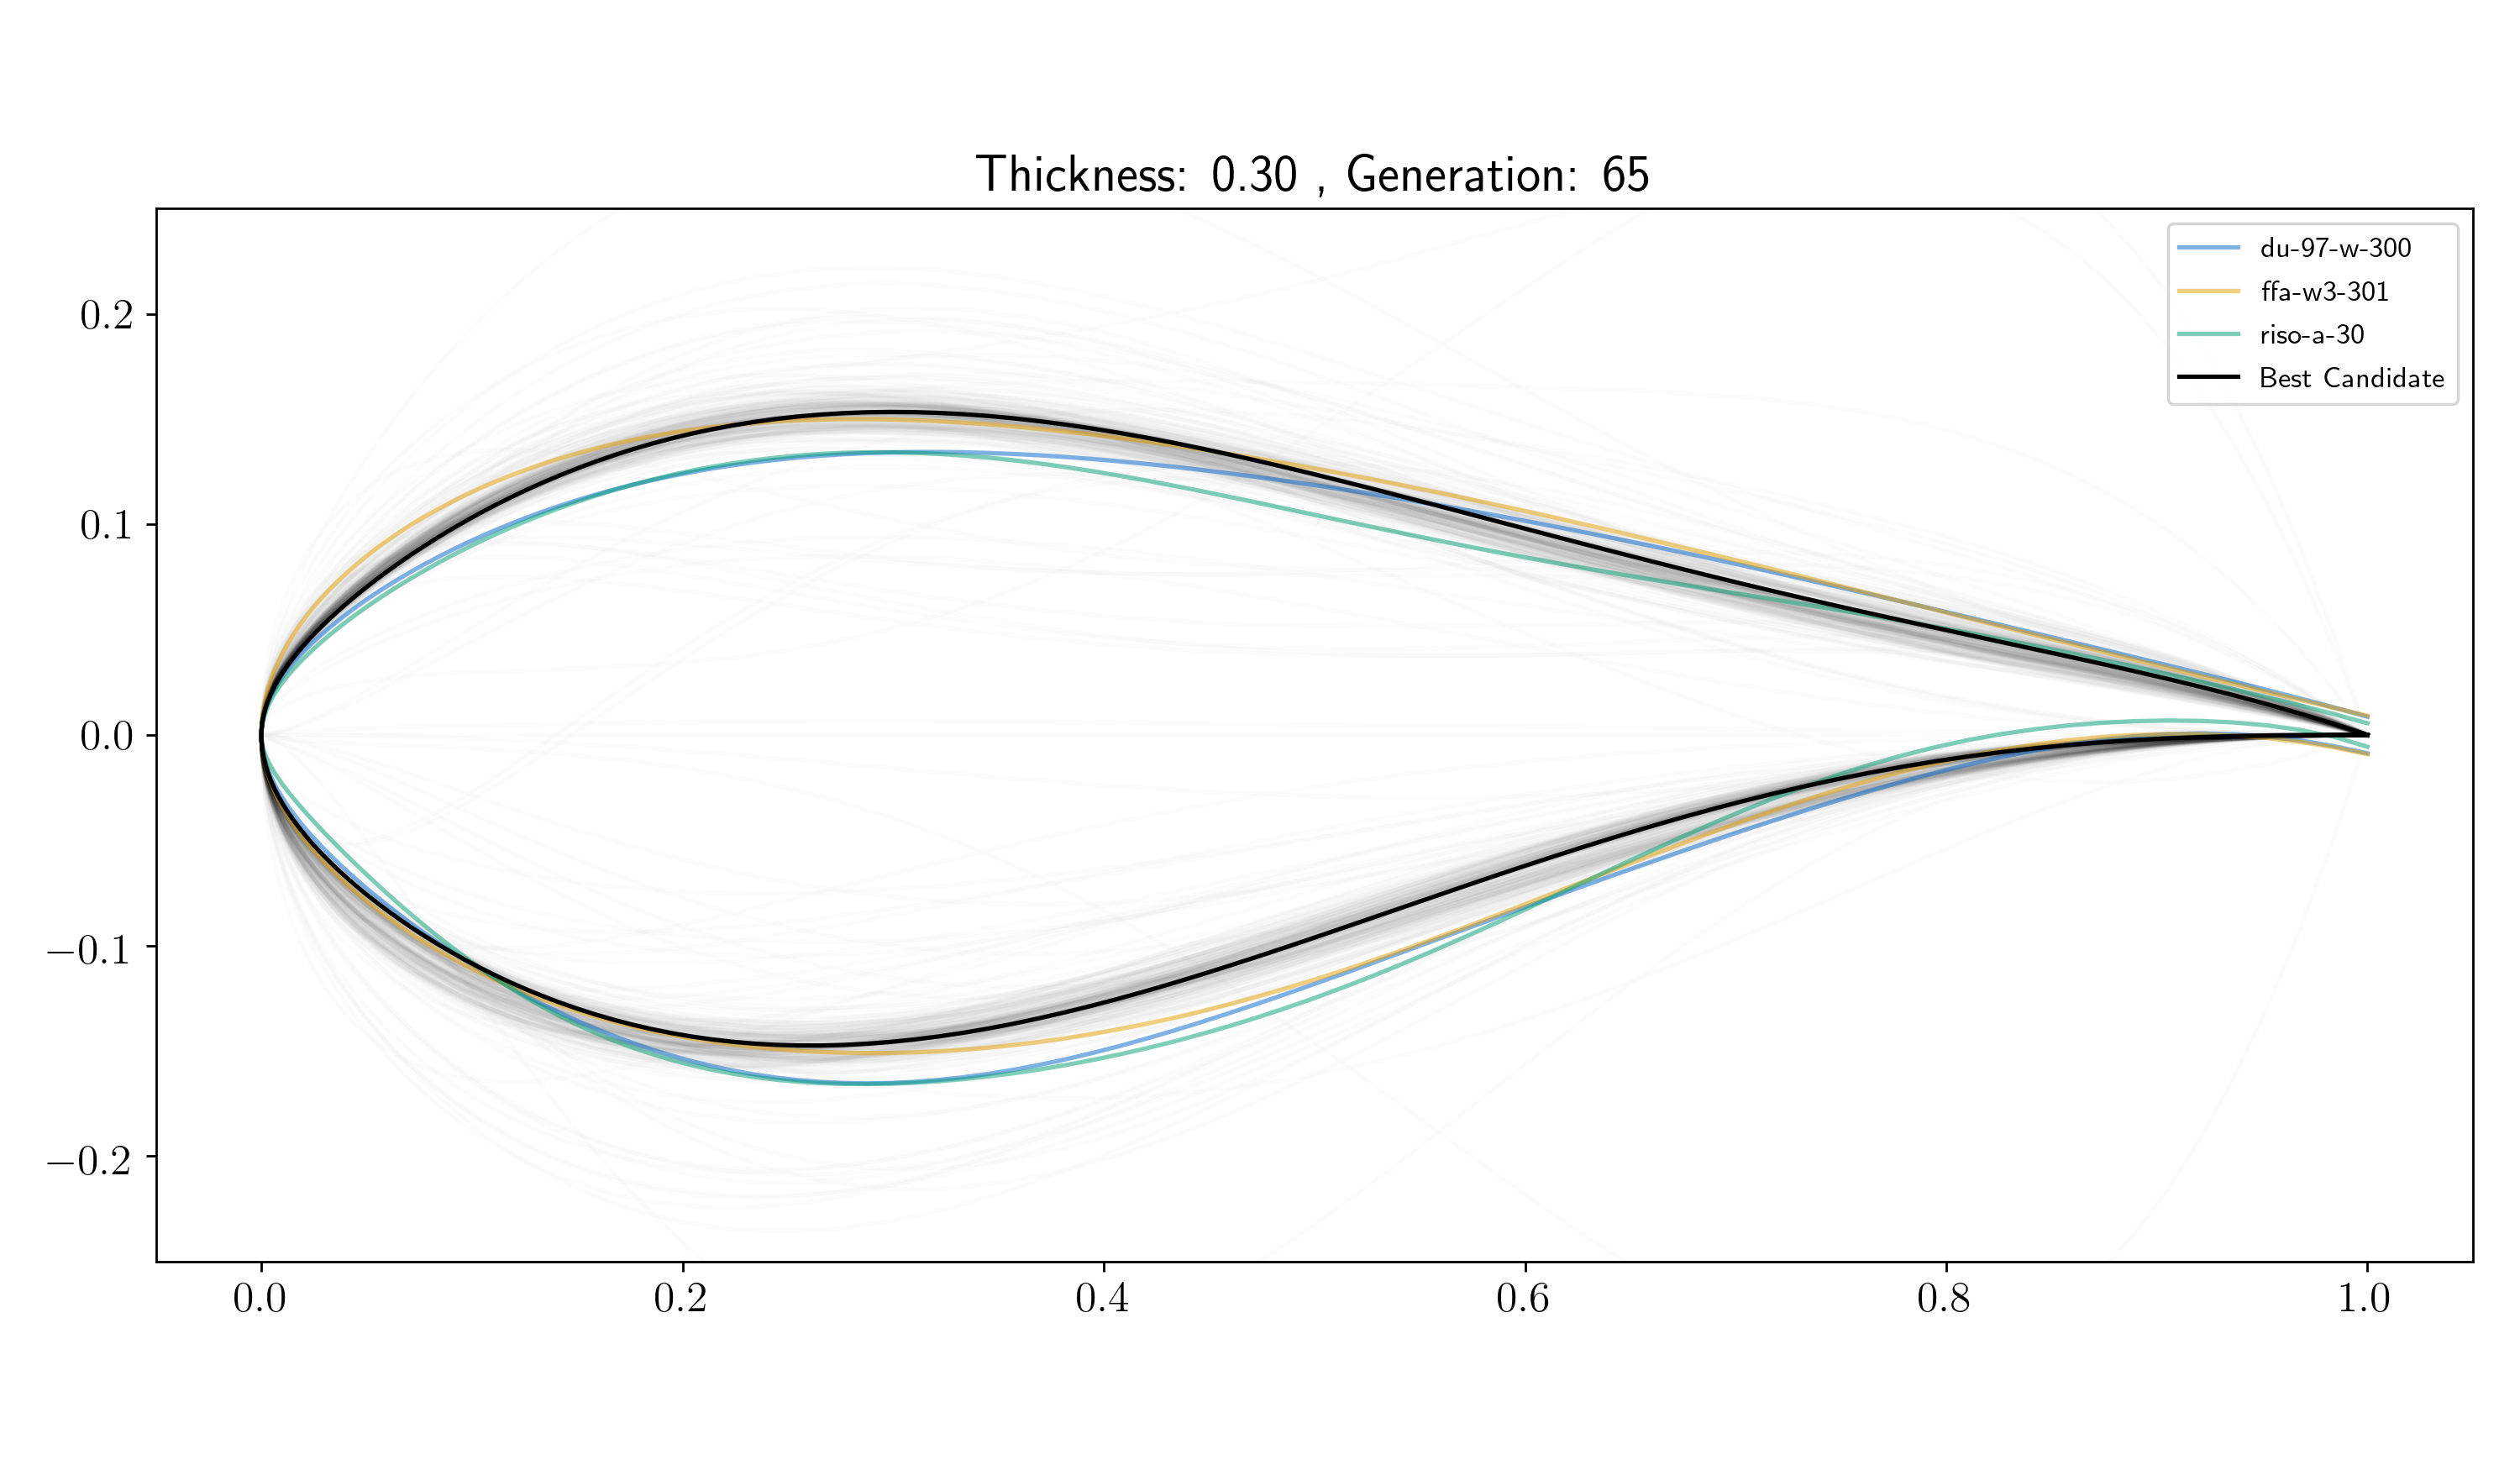 Thickness: 0.30 , Generation: 65
du-97-w-300
ffa-w3-301
riso-a-30
Best Candidate
0.2
0.1
0.0
−0.1
−0.2
0.0 0.2 0.4 0.6 0.8 1.0